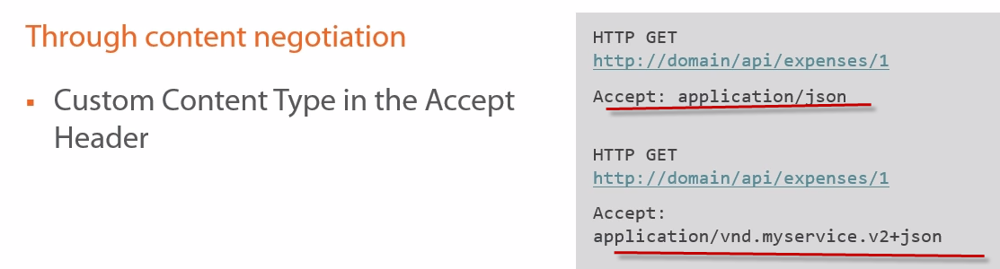 Through content negotiation
▪ Custom Content Type in the Accept
Header
HTTP GET
http://domain/api/expenses/1
Accept: application/json
HTTP GET
http://domain/api/expenses/1
Accept:
application/vnd.myservice.v2+json